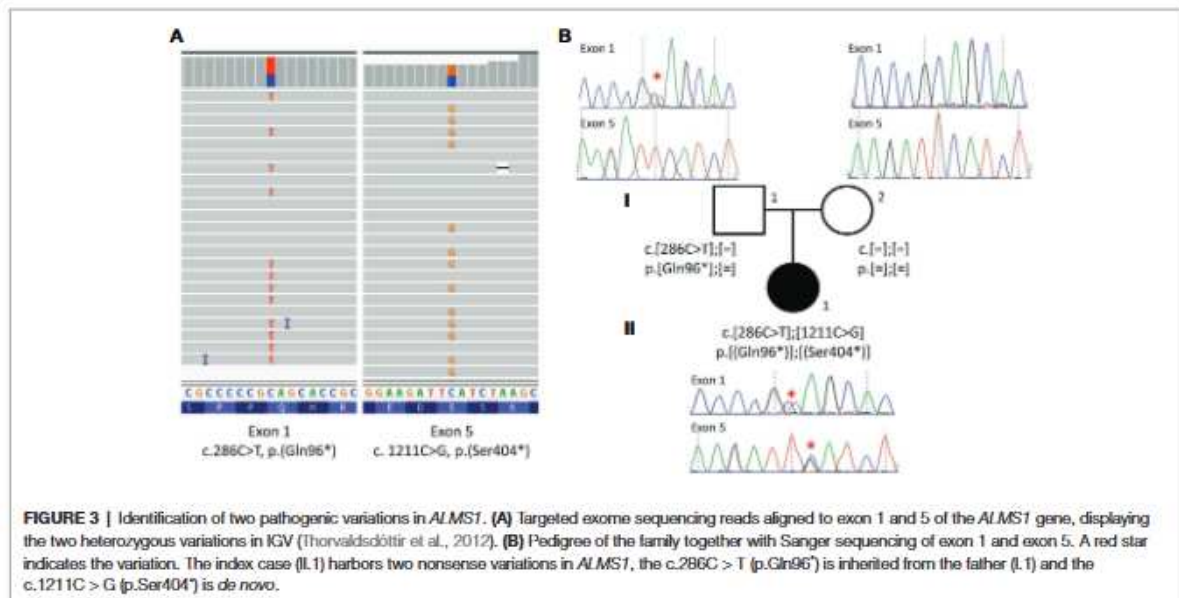 A
B
Exon 1
Exon 5
Exon 1
Exon 5
I
1
2
c.[286C>T];[=]
p.[Gln96*];[=]
c.[=];[=]
p.[=];[=]
1
II
c.[286C>T];[1211C>G]
p.[(Gln96*)];[(Ser404*)]
Exon 1
Exon 5
T
G
G
T
G
G
T
T
G
G
T
G
T
T
G
T
G
T
G
T
G
T
G
T
G
G
CGCCCCCGCAGCACCGC
GGAAGATTCATCTAAGC
Exon 1
c.286C>T, p.(Gln96*)
Exon 5
c. 1211C>G, p.(Ser404*)
FIGURE 3 | Identification of two pathogenic variations in ALMS1. (A) Targeted exome sequencing reads aligned to exon 1 and 5 of the ALMS1 gene, displaying
the two heterozygous variations in IGV (Thorvaldsdóttir et al., 2012). (B) Pedigree of the family together with Sanger sequencing of exon 1 and exon 5. A red star
indicates the variation. The index case (II.1) harbors two nonsense variations in ALMS1, the c.286C > T (p.Gln96*) is inherited from the father (I.1) and the
c.1211C > G (p.Ser404*) is de novo.